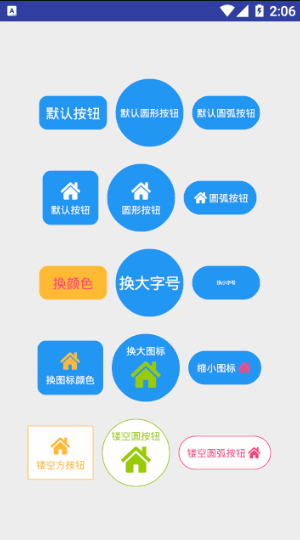 2:06
默认按钮 默认圆形按钮 默认圆弧按钮
默认按钮 圆形按钮 圆弧按钮
换颜色 换大字号 换小字号
换图标颜色 换大图标 缩小图标
镂空方按钮 镂空圆按钮 镂空圆弧按钮